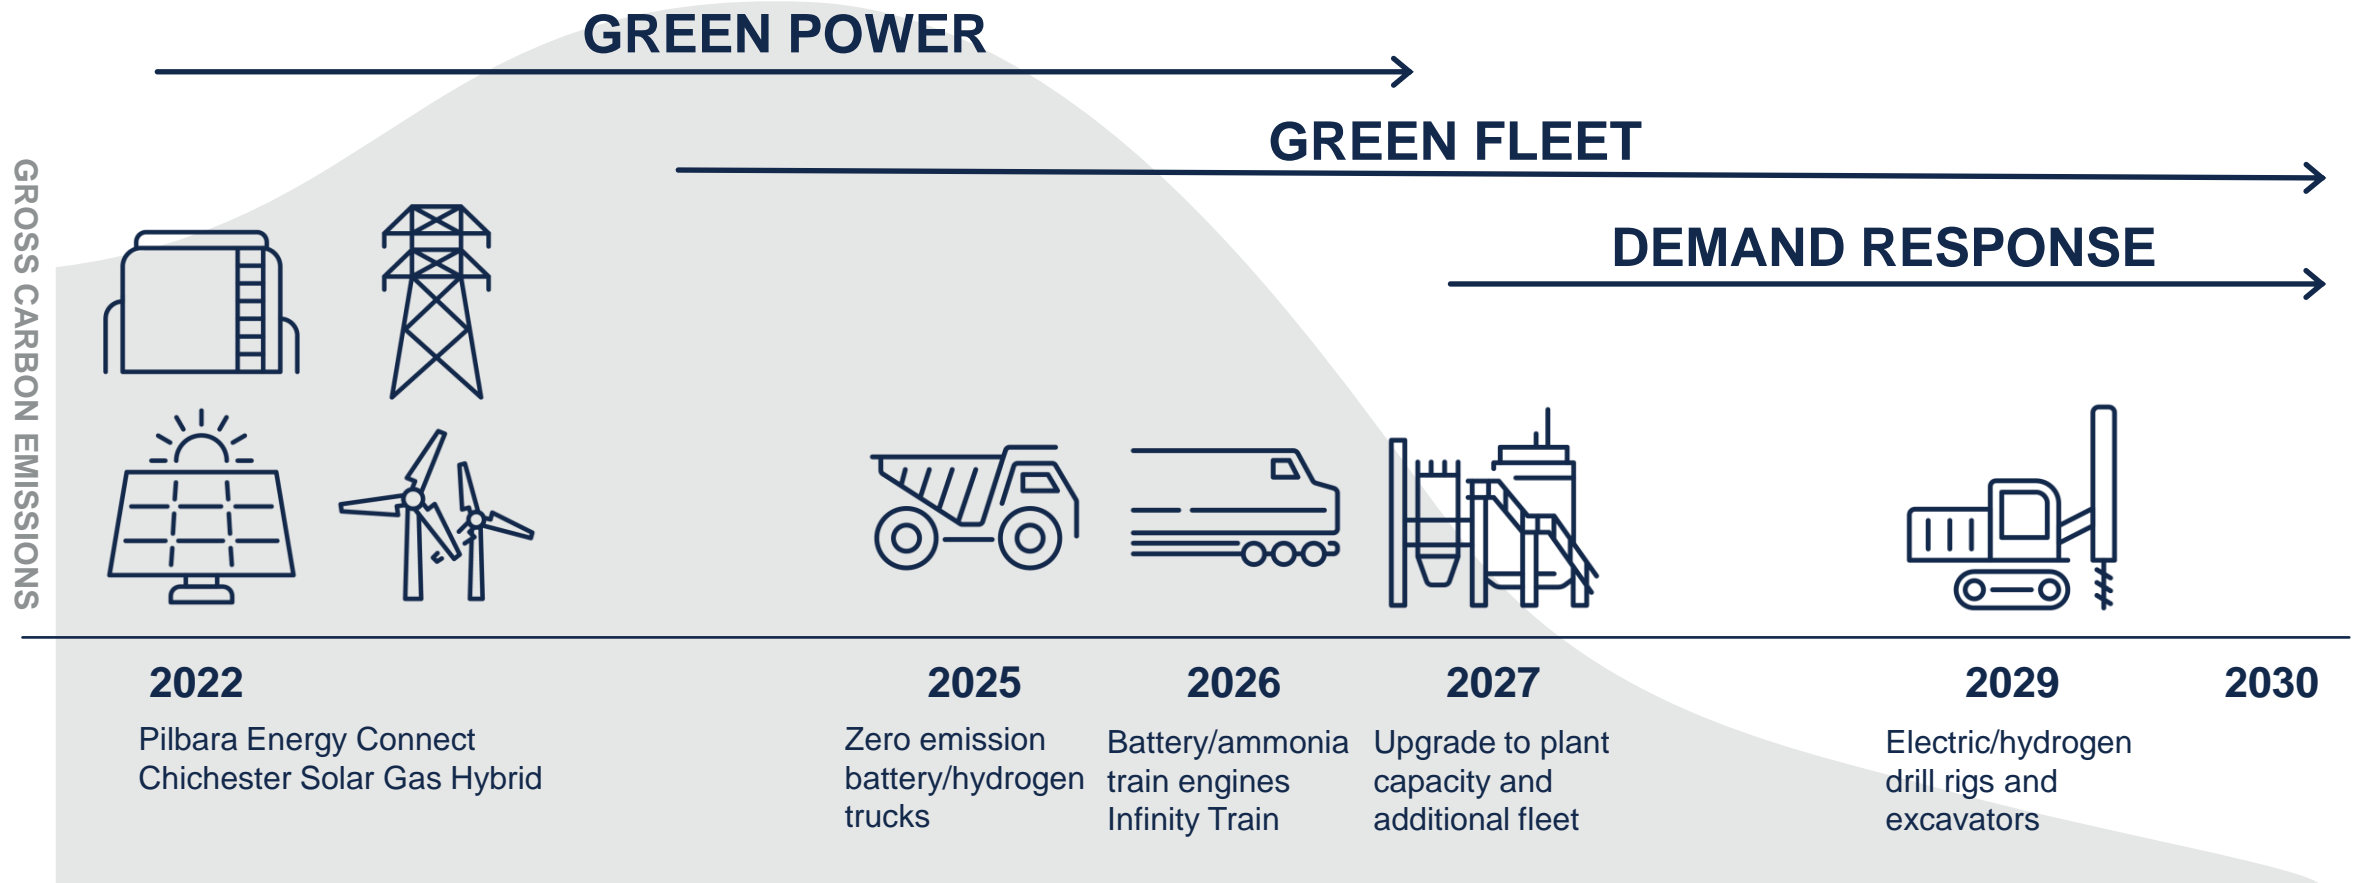 GREEN POWER
GREEN FLEET
DEMAND RESPONSE
GROSS CARBON EMISSIONS
2022
Pilbara Energy Connect
Chichester Solar Gas Hybrid
2025
Zero emission
battery/hydrogen
trucks
2026
Battery/ammonia
train engines
Infinity Train
2027
Upgrade to plant
capacity and
additional fleet
2029
Electric/hydrogen
drill rigs and
excavators
2030